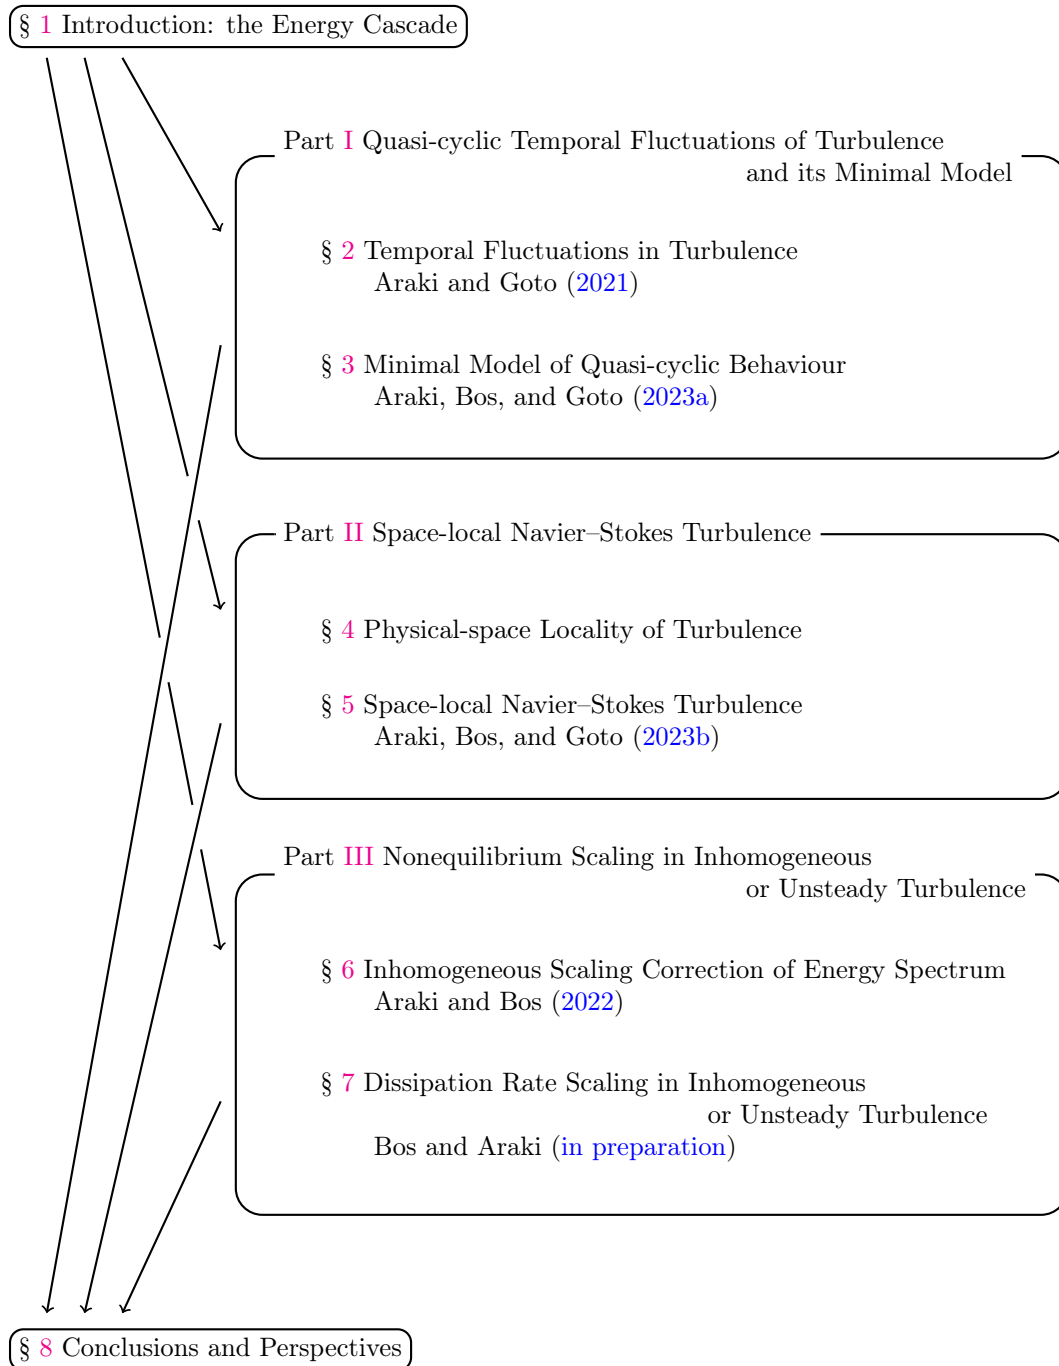 § 1 Introduction: the Energy Cascade
Part I Quasi-cyclic Temporal Fluctuations of Turbulence
and its Minimal Model
§ 2 Temporal Fluctuations in Turbulence
Araki and Goto (2021)
§ 3 Minimal Model of Quasi-cyclic Behaviour
Araki, Bos, and Goto (2023a)
Part II Space-local Navier–Stokes Turbulence
§ 4 Physical-space Locality of Turbulence
§ 5 Space-local Navier–Stokes Turbulence
Araki, Bos, and Goto (2023b)
Part III Nonequilibrium Scaling in Inhomogeneous
or Unsteady Turbulence
§ 6 Inhomogeneous Scaling Correction of Energy Spectrum
Araki and Bos (2022)
§ 7 Dissipation Rate Scaling in Inhomogeneous
or Unsteady Turbulence
Bos and Araki (in preparation)
§ 8 Conclusions and Perspectives